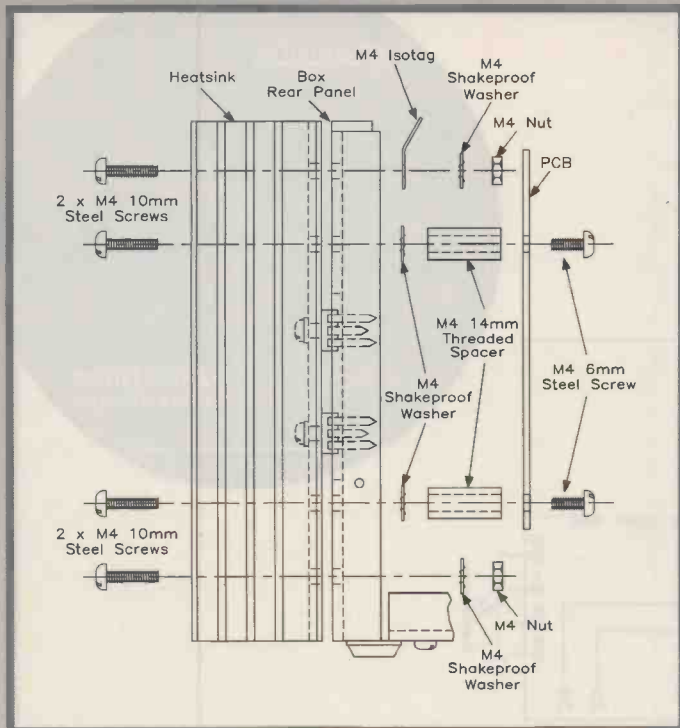 M4 Isotag
M4
Shakeproof
Washer
Heatsink
Box
Rear Panel
M4 Nut
PCB
2 x M4 10mm
Steel Screws
M4 14mm
Threaded
Spacer
M4 6mm
Steel Screw
M4
Shakeproof
Washer
2 x M4 10mm
Steel Screws
M4 Nut
M4
Shakeproof
Washer